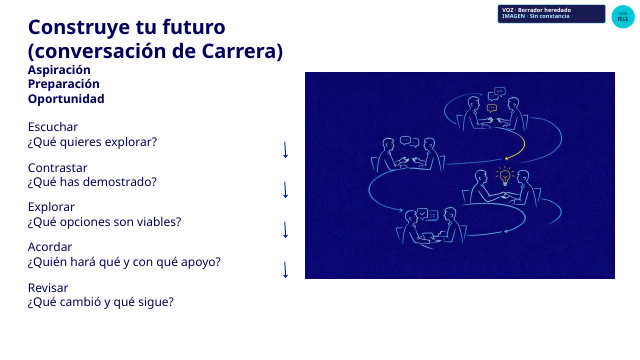 Construye tu futuro
(conversación de Carrera)
Aspiración
Preparación
Oportunidad
Escuchar
¿Qué quieres explorar?
Contrastar
¿Qué has demostrado?
Explorar
¿Qué opciones son viables?
Acordar
¿Quién hará qué y con qué apoyo?
Revisar
¿Qué cambió y qué sigue?
VOZ · Borrador heredado
IMAGEN · Sin constancia
R11